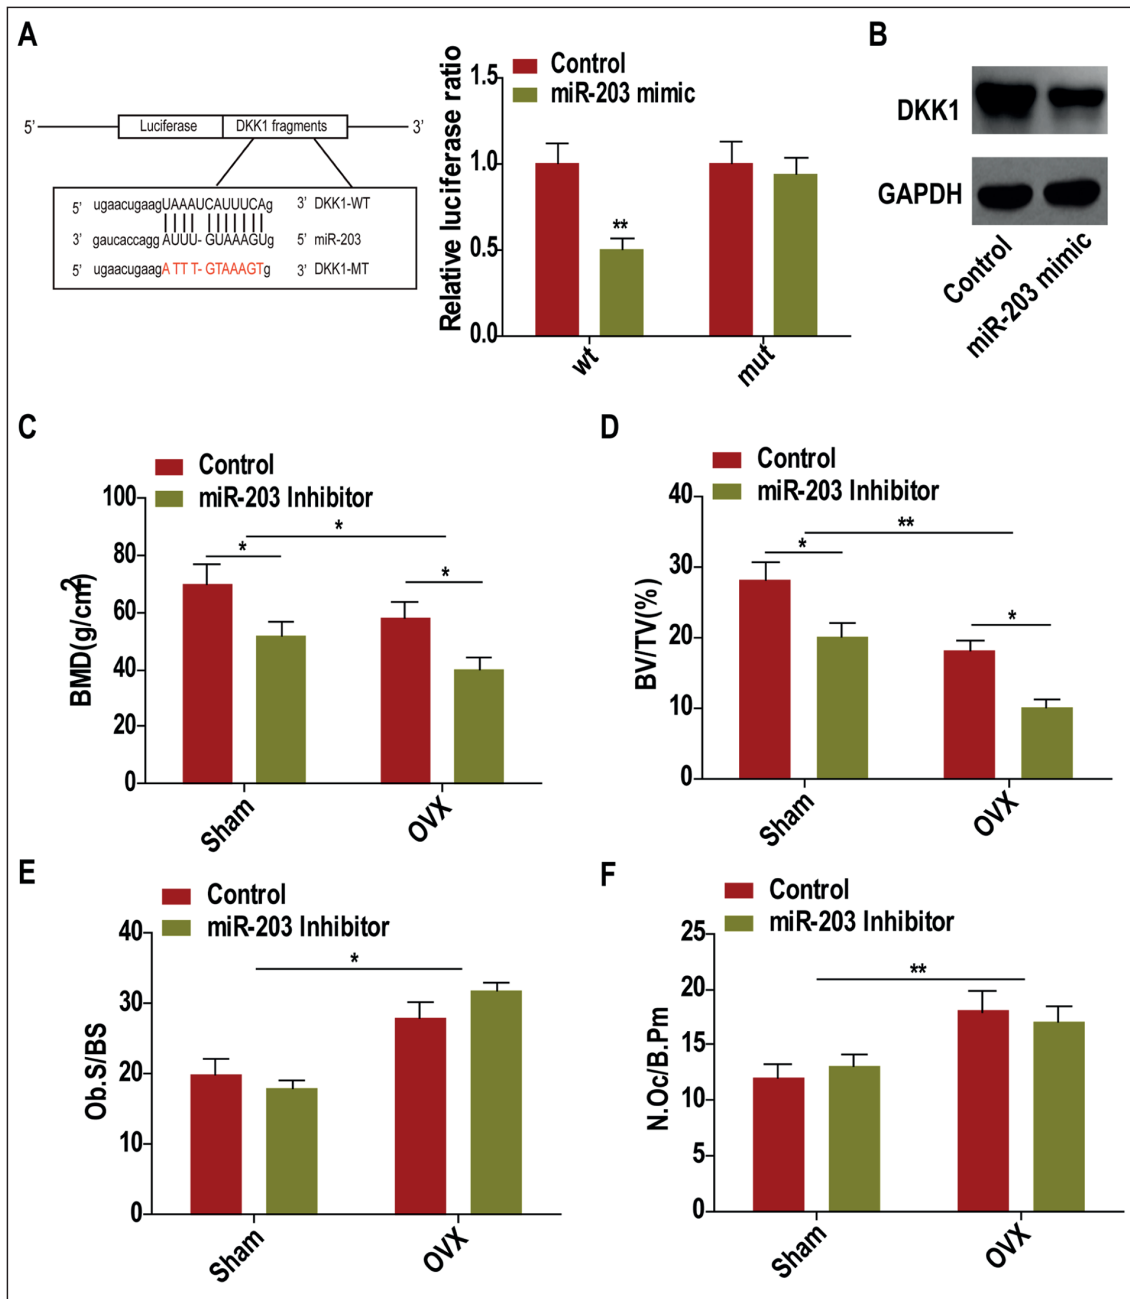 A
5'
Luciferase
DKK1 fragments
3'
5' ugaacugaagUAAAUCAUUUCAg 3' DKK1-WT
3' gaucaccagg AUUU- GUAAAGUg 5' miR-203
5' ugaacugaagA TT T- GTAAAGTg 3' DKK1-MT
Control
miR-203 mimic
Relative luciferase ratio
1.5
1.0
0.5
0.0
**
wt
mut
B
DKK1
GAPDH
Control
miR-203 mimic
C
Control
miR-203 Inhibitor
BMD(g/cm2)
100
80
60
40
20
0
*
*
*
Sham
OVX
D
Control
miR-203 Inhibitor
BV/TV(%)
40
30
20
10
0
**
*
*
Sham
OVX
E
Control
miR-203 Inhibitor
Ob.S/BS
40
30
20
10
0
*
Sham
OVX
F
Control
miR-203 Inhibitor
N.Oc/B.Pm
25
20
15
10
5
0
**
Sham
OVX